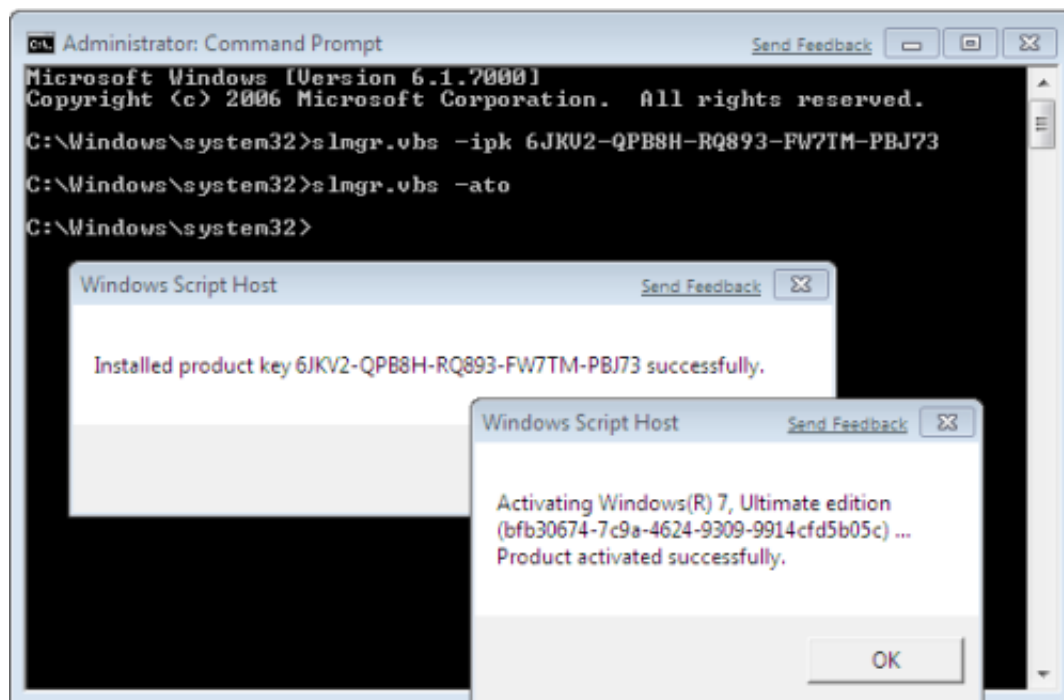 Administrator: Command Prompt
Send Feedback
Microsoft Windows [Version 6.1.7000]
Copyright (c) 2006 Microsoft Corporation. All rights reserved.
C:\Windows\system32>slmgr.vbs -ipk 6JKV2-QPB8H-RQ893-FW7TM-PBJ73
C:\Windows\system32>slmgr.vbs -ato
C:\Windows\system32>
Windows Script Host
Send Feedback
Installed product key 6JKV2-QPB8H-RQ893-FW7TM-PBJ73 successfully.
Windows Script Host
Send Feedback
Activating Windows(R) 7, Ultimate edition
(bfb30674-7c9a-4624-9309-9914cfd5b05c) ...
Product activated successfully.
OK